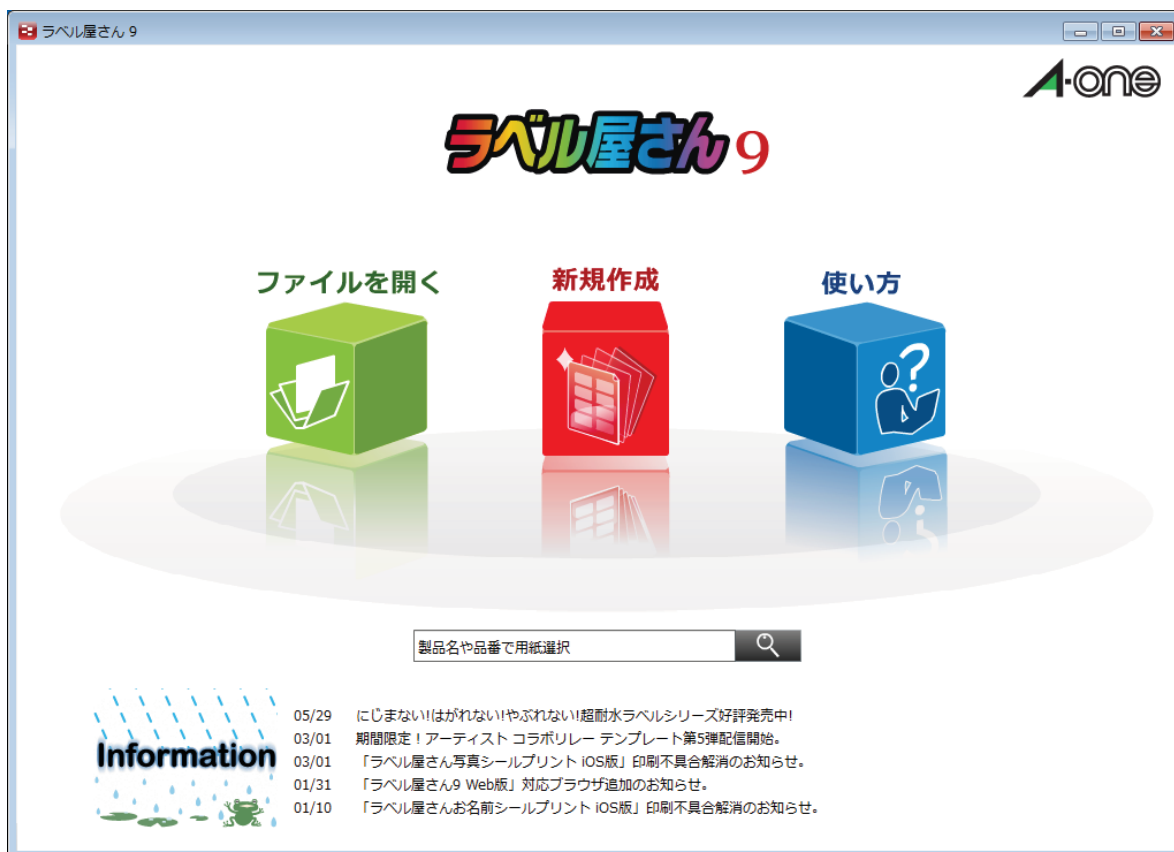 ラベル屋さん 9
A-one
ラベル屋さん 9
ファイルを開く
新規作成
使い方
製品名や品番で用紙選択
Information
05/29 にじまない!はがれない!やぶれない!超耐水ラベルシリーズ好評発売中!
03/01 期間限定！アーティスト コラボリレー テンプレート第5弾配信開始。
03/01 「ラベル屋さん写真シールプリント iOS版」印刷不具合解消のお知らせ。
01/31 「ラベル屋さん9 Web版」対応ブラウザ追加のお知らせ。
01/10 「ラベル屋さんお名前シールプリント iOS版」印刷不具合解消のお知らせ。